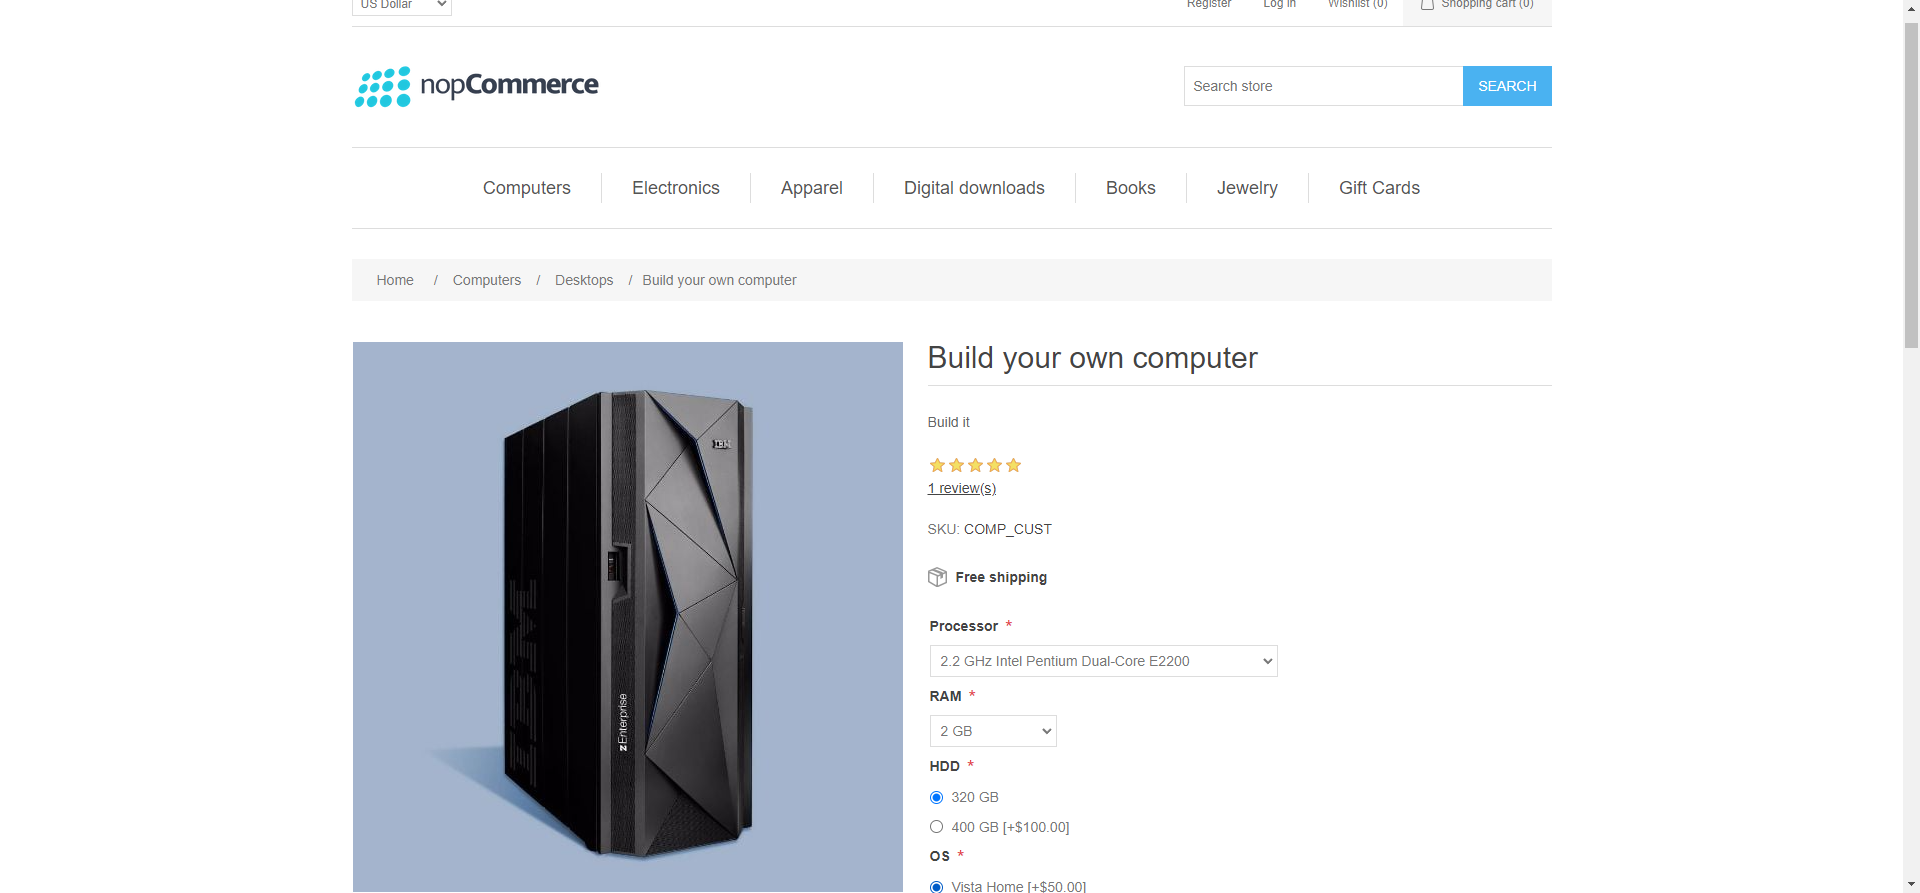 US Dollar
Register
Log in
Wishlist (0)
Shopping cart (0)
nopCommerce
Search store
SEARCH
Computers
Electronics
Apparel
Digital downloads
Books
Jewelry
Gift Cards
Home / Computers / Desktops / Build your own computer
IBM
IBM
zEnterprise
Build your own computer
Build it
1 review(s)
SKU: COMP_CUST
Free shipping
Processor *
2.2 GHz Intel Pentium Dual-Core E2200
RAM *
2 GB
HDD *
320 GB
400 GB [+$100.00]
OS *
Vista Home [+$50.00]